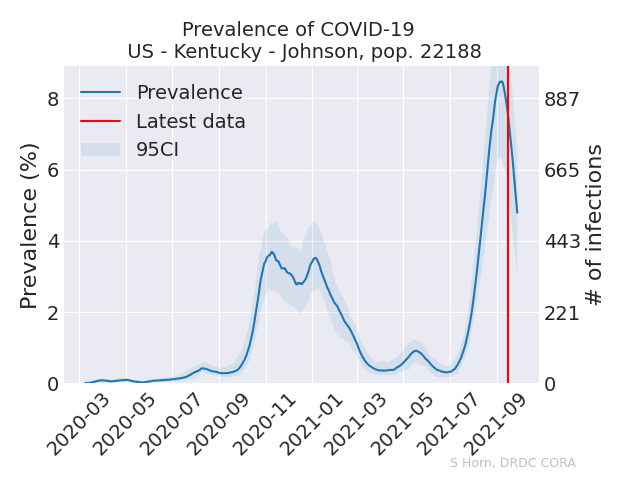 Prevalence of COVID-19
US - Kentucky - Johnson, pop. 22188
Prevalence
Latest data
95CI
Prevalence (%)
8
6
4
2
0
887
665
443
221
0
# of infections
2020-03
2020-05
2020-07
2020-09
2020-11
2021-01
2021-03
2021-05
2021-07
2021-09
S Horn, DRDC CORA